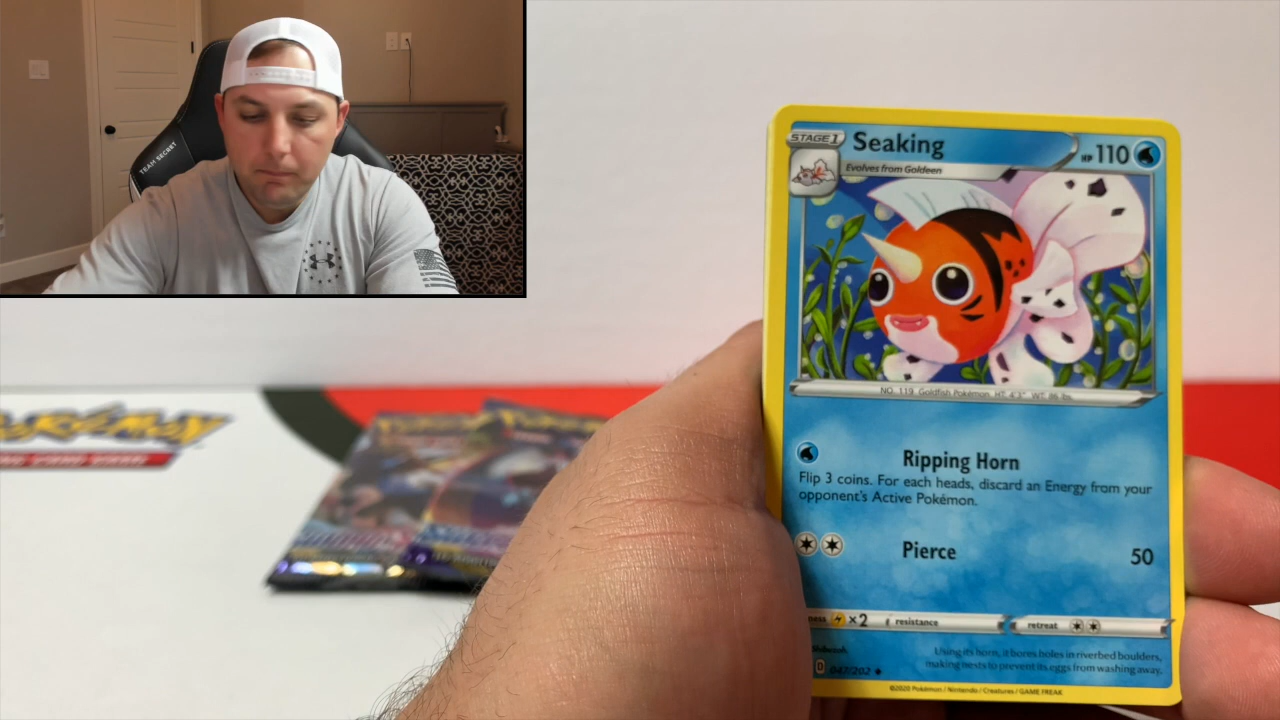 TEAM SECRET
POKéMON
STAGE 1
Seaking
HP 110
Evolves from Goldeen
NO. 119 Goldfish Pokémon HT: 4'3" WT: 86 lbs.
Ripping Horn
Flip 3 coins. For each heads, discard an Energy from your
opponent's Active Pokémon.
Pierce 50
×2 resistance retreat
Using its horn, it bores holes in riverbed boulders,
making nests to prevent its eggs from washing away.
D 047/202
©2020 Pokémon / Nintendo / Creatures / GAME FREAK